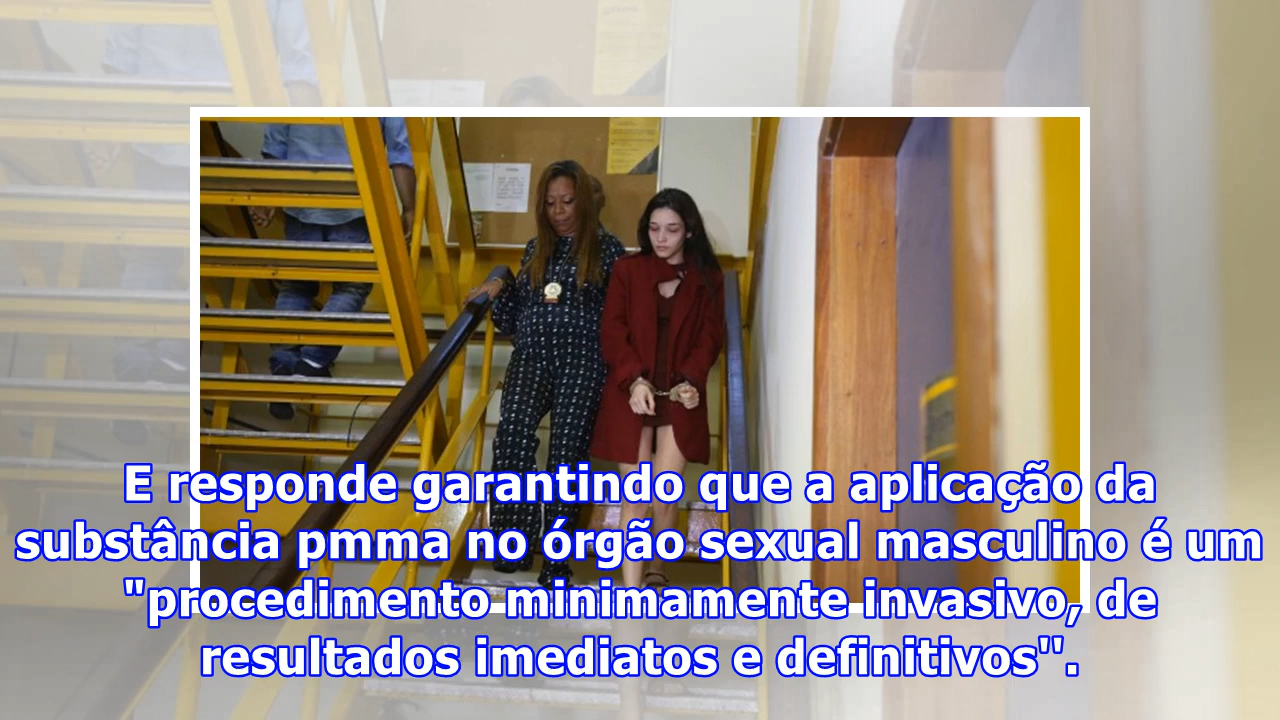 E responde garantindo que a aplicação da
substância pmma no órgão sexual masculino é um
"procedimento minimamente invasivo, de
resultados imediatos e definitivos".